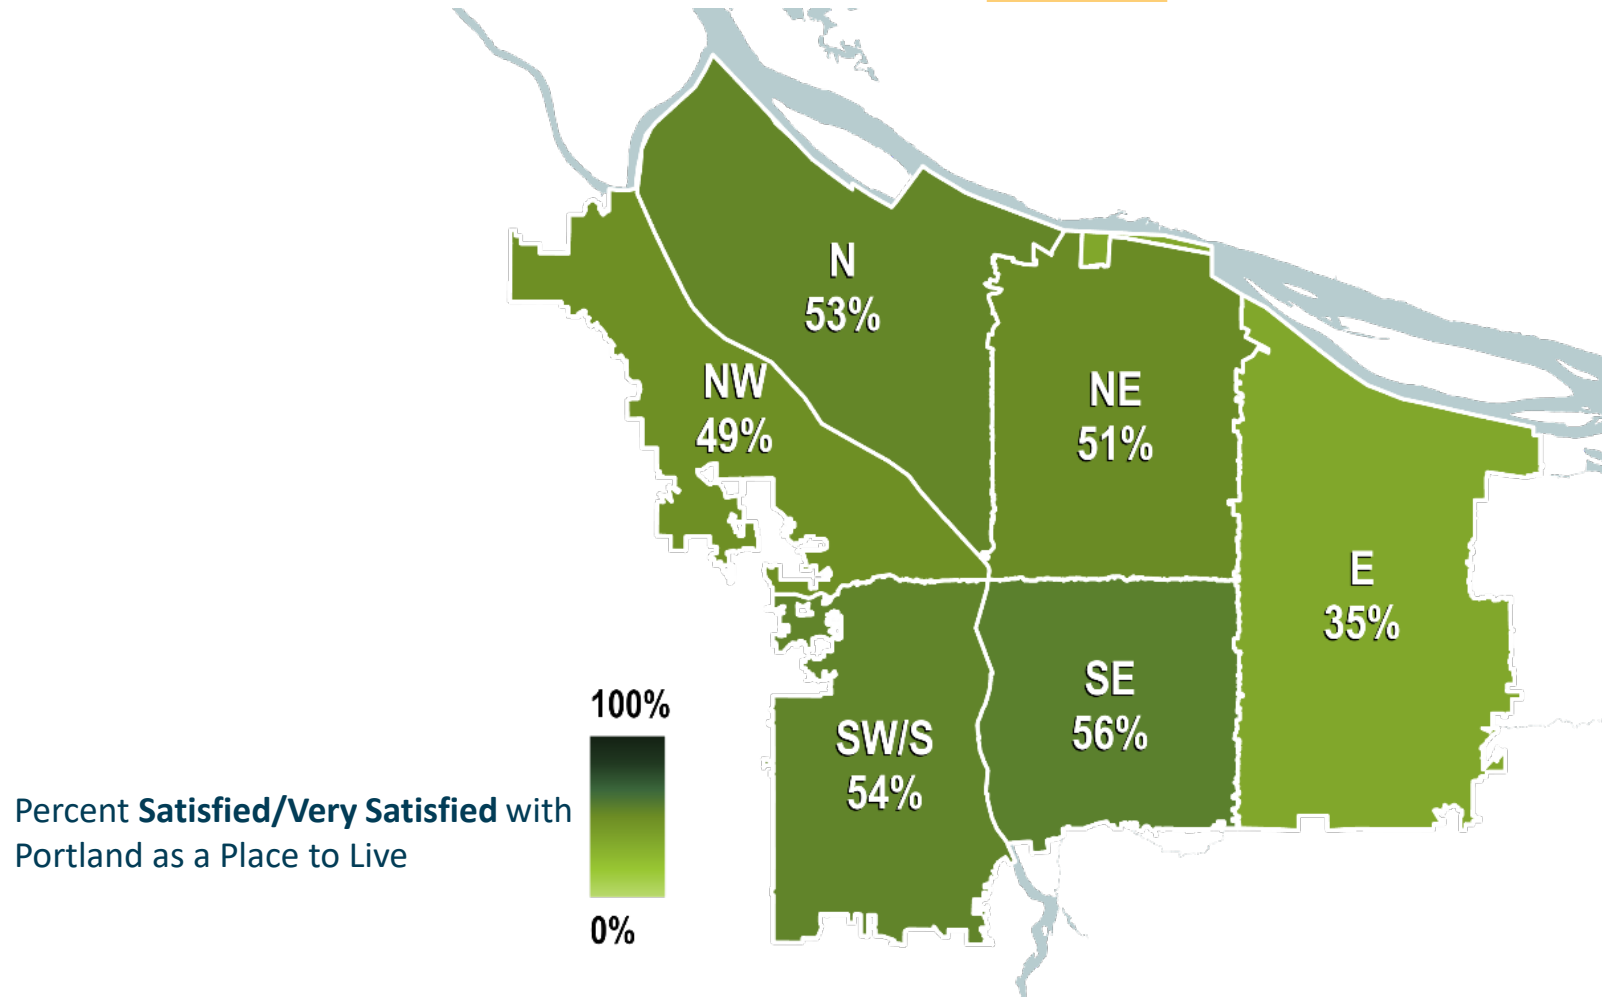 N
53%
NW
49%
NE
51%
E
35%
SE
56%
SW/S
54%
100%
0%
Percent Satisfied/Very Satisfied with
Portland as a Place to Live